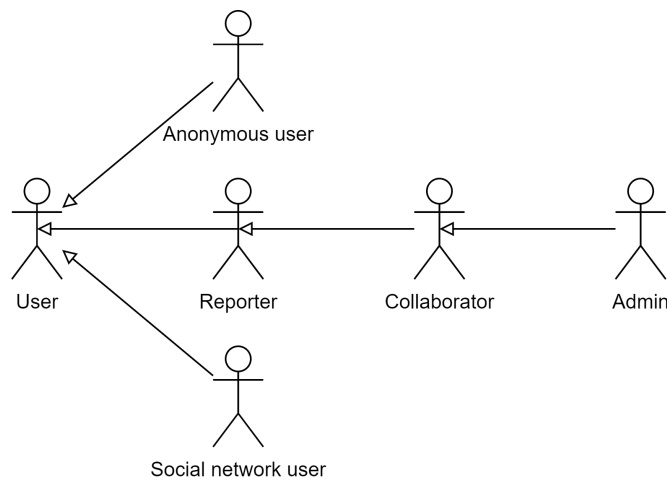 Anonymous user
User
Reporter
Collaborator
Admin
Social network user